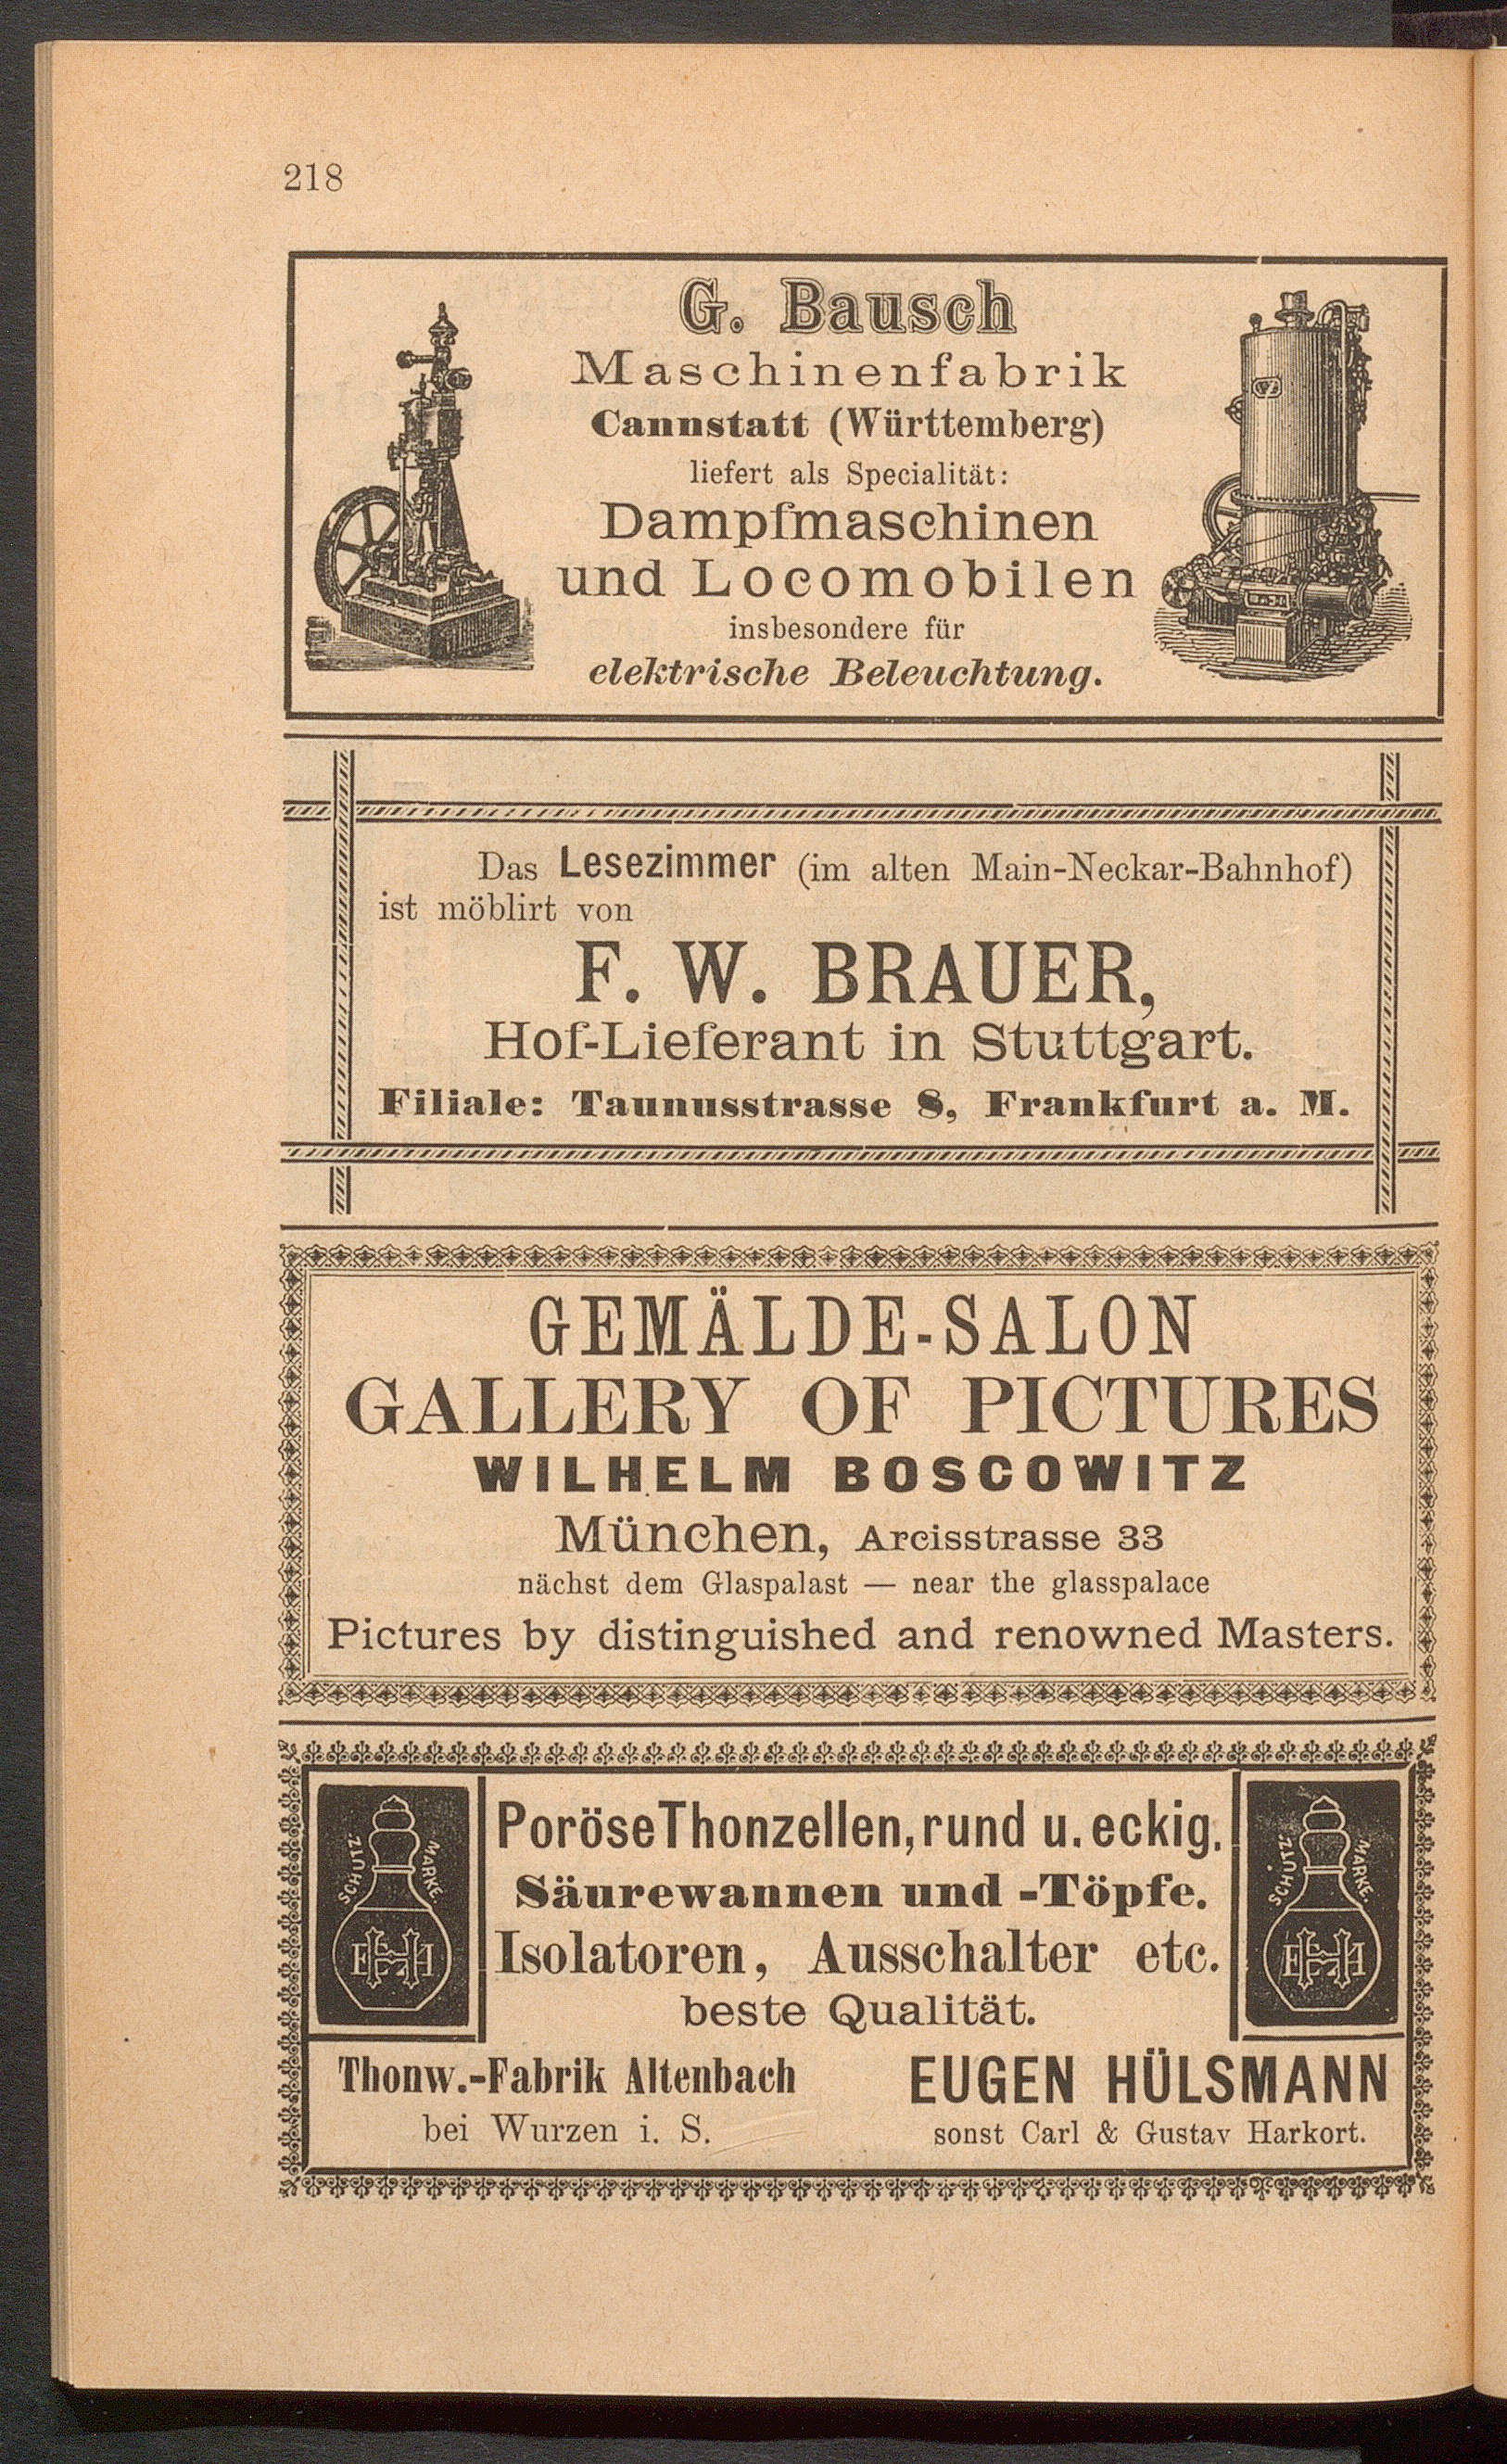 218
G. Bausch
Maschinenfabrik
Cannstatt (Württemberg)
liefert als Specialität:
Dampfmaschinen
und Locomobilen
insbesondere für
elektrische Beleuchtung.
Das Lesezimmer (im alten Main-Neckar-Bahnhof)
ist möblirt von
F. W. BRAUER,
Hof-Lieferant in Stuttgart.
Filiale: Taunusstrasse 8, Frankfurt a. M.
GEMÄLDE-SALON
GALLERY OF PICTURES
WILHELM BOSCOWITZ
München, Arcisstrasse 33
nächst dem Glaspalast — near the glasspalace
Pictures by distinguished and renowned Masters.
SCHUTZ MARKE
EH
Poröse Thonzellen, rund u. eckig.
Säurewannen und -Töpfe.
Isolatoren, Ausschalter etc.
beste Qualität.
SCHUTZ MARKE.
EH
Thonw.-Fabrik Altenbach
bei Wurzen i. S.
EUGEN HÜLSMANN
sonst Carl & Gustav Harkort.